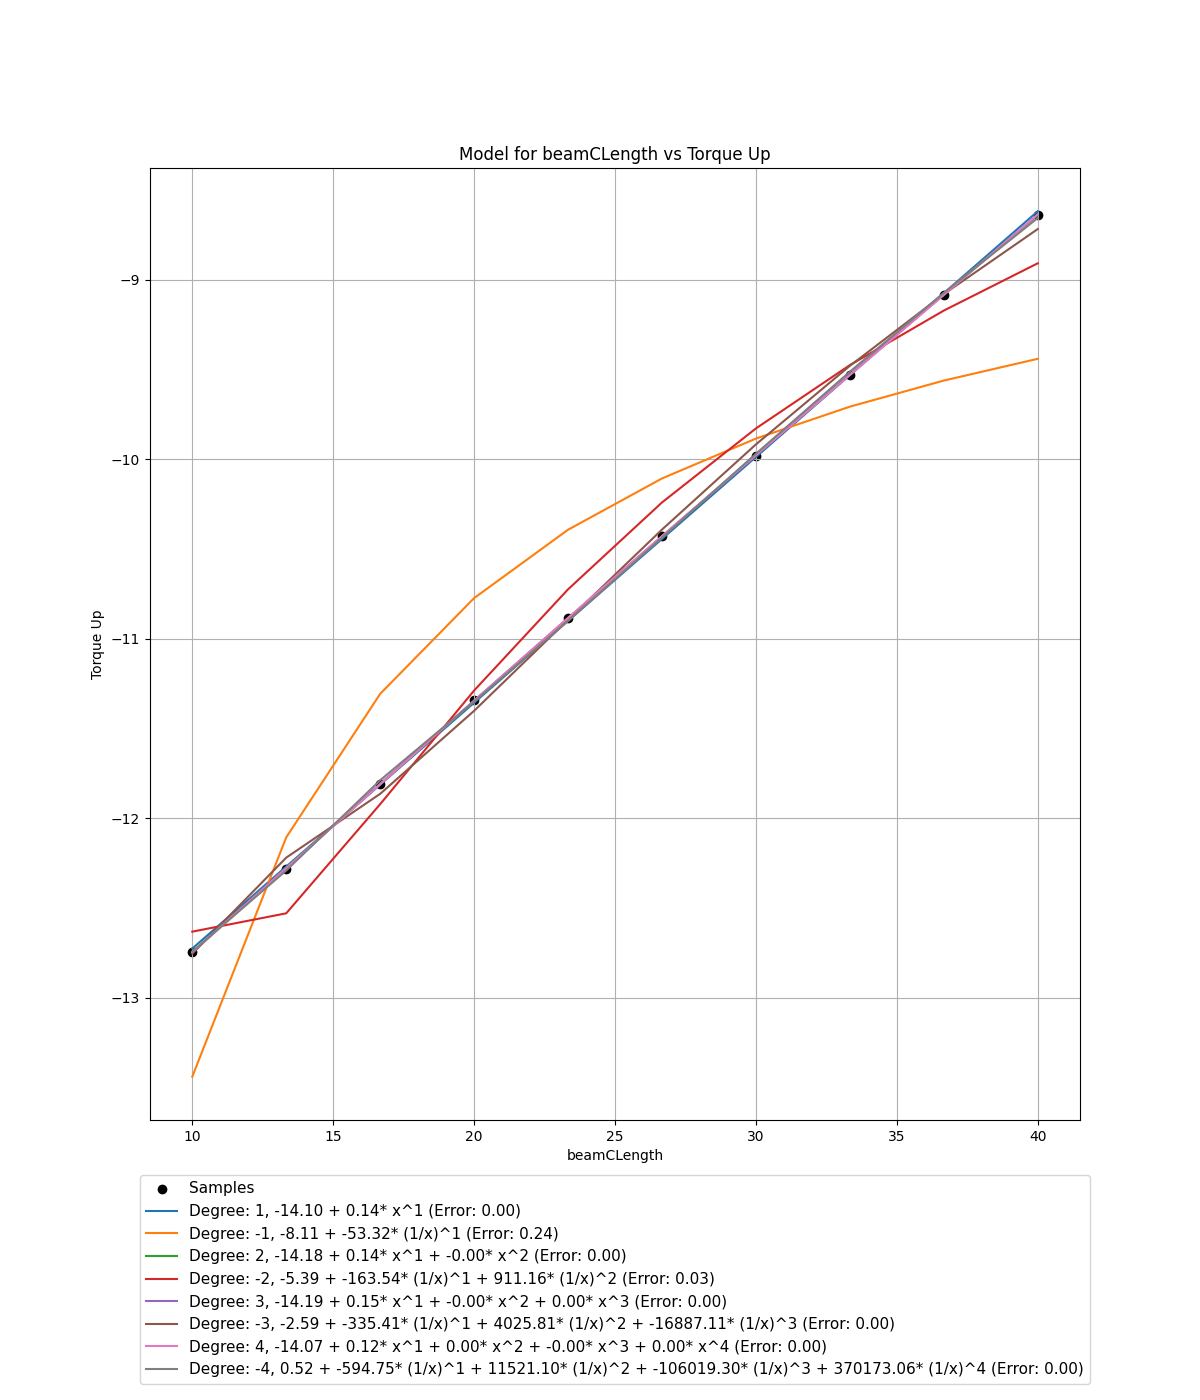 Model for beamCLength vs Torque Up
Torque Up
−9
−10
−11
−12
−13
10 15 20 25 30 35 40
beamCLength
Samples
Degree: 1, -14.10 + 0.14* x^1 (Error: 0.00)
Degree: -1, -8.11 + -53.32* (1/x)^1 (Error: 0.24)
Degree: 2, -14.18 + 0.14* x^1 + -0.00* x^2 (Error: 0.00)
Degree: -2, -5.39 + -163.54* (1/x)^1 + 911.16* (1/x)^2 (Error: 0.03)
Degree: 3, -14.19 + 0.15* x^1 + -0.00* x^2 + 0.00* x^3 (Error: 0.00)
Degree: -3, -2.59 + -335.41* (1/x)^1 + 4025.81* (1/x)^2 + -16887.11* (1/x)^3 (Error: 0.00)
Degree: 4, -14.07 + 0.12* x^1 + 0.00* x^2 + -0.00* x^3 + 0.00* x^4 (Error: 0.00)
Degree: -4, 0.52 + -594.75* (1/x)^1 + 11521.10* (1/x)^2 + -106019.30* (1/x)^3 + 370173.06* (1/x)^4 (Error: 0.00)